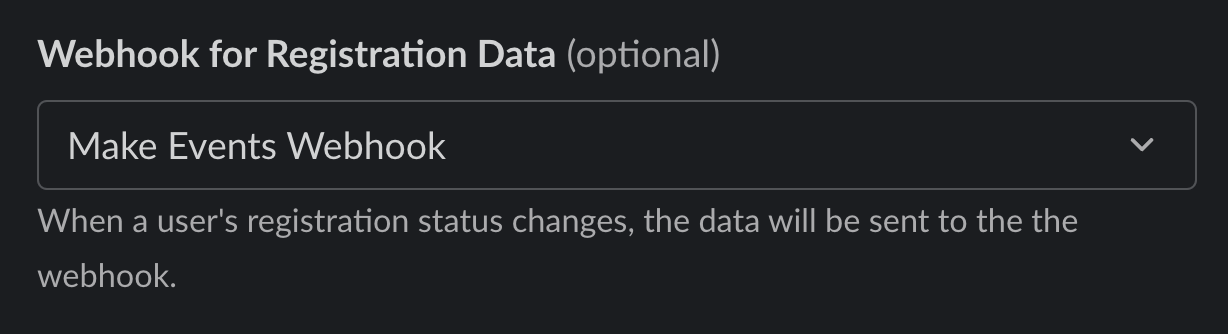 Webhook for Registration Data (optional)
Make Events Webhook
When a user's registration status changes, the data will be sent to the the
webhook.